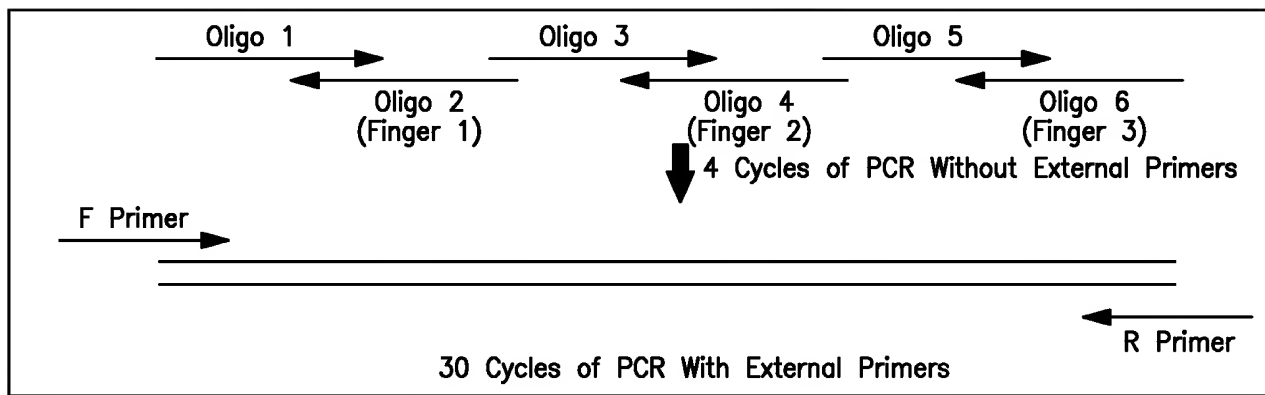 Oligo 1
Oligo 3
Oligo 5
Oligo 2
(Finger 1)
Oligo 4
(Finger 2)
Oligo 6
(Finger 3)
4 Cycles of PCR Without External Primers
F Primer
R Primer
30 Cycles of PCR With External Primers